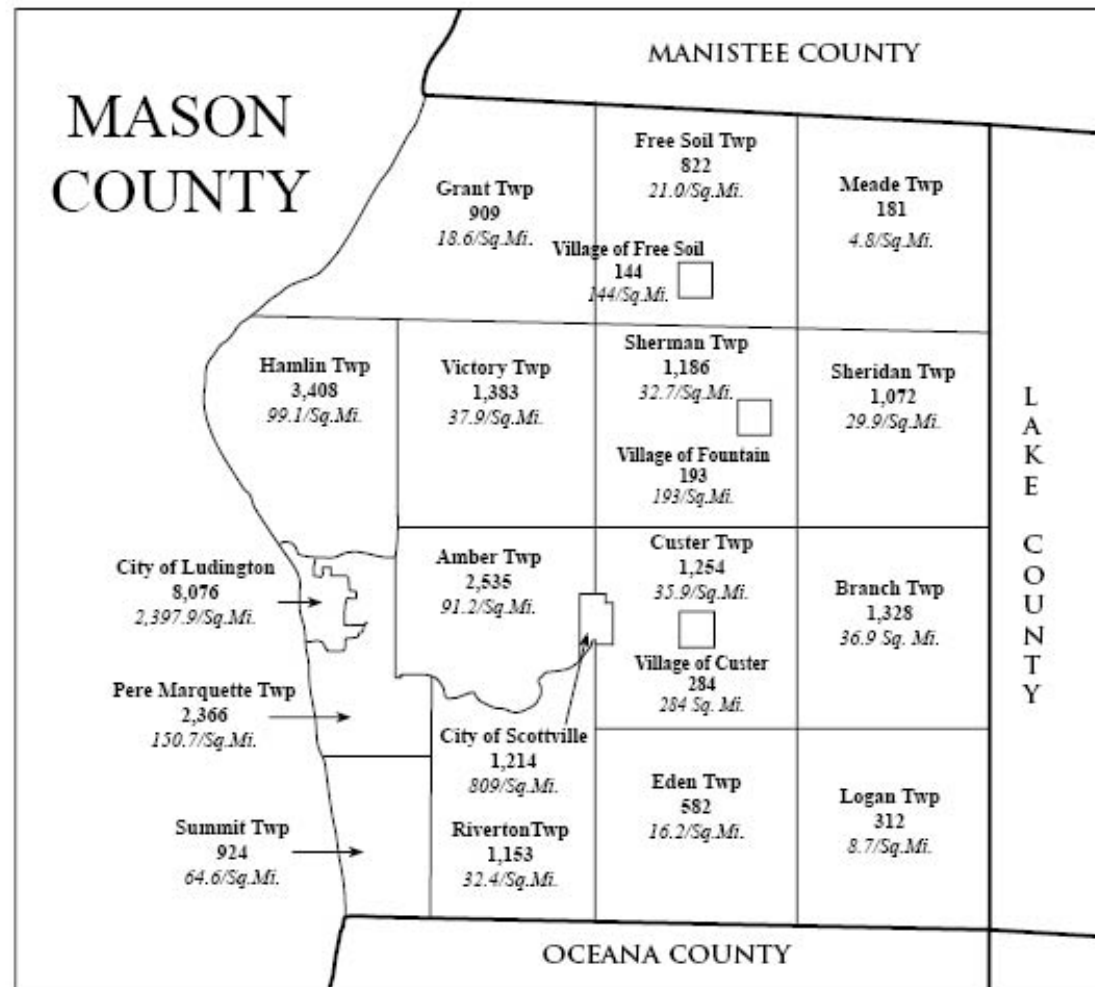 MASON
COUNTY
MANISTEE COUNTY
Free Soil Twp
822
21.0/Sq.Mi.
Grant Twp
909
18.6/Sq.Mi.
Meade Twp
181
4.8/Sq.Mi.
Village of Free Soil
144
144/Sq.Mi.
Hamlin Twp
3,408
99.1/Sq.Mi.
Victory Twp
1,383
37.9/Sq.Mi.
Sherman Twp
1,186
32.7/Sq.Mi.
Sheridan Twp
1,072
29.9/Sq.Mi.
Village of Fountain
193
193/Sq.Mi.
LAKE COUNTY
City of Ludington
8,076
2,397.9/Sq.Mi.
Amber Twp
2,535
91.2/Sq.Mi.
Custer Twp
1,254
35.9/Sq.Mi.
Branch Twp
1,328
36.9 Sq. Mi.
Village of Custer
284
284 Sq. Mi.
Pere Marquette Twp
2,366
150.7/Sq.Mi.
City of Scottville
1,214
809/Sq.Mi.
Summit Twp
924
64.6/Sq.Mi.
RivertonTwp
1,153
32.4/Sq.Mi.
Eden Twp
582
16.2/Sq.Mi.
Logan Twp
312
8.7/Sq.Mi.
OCEANA COUNTY